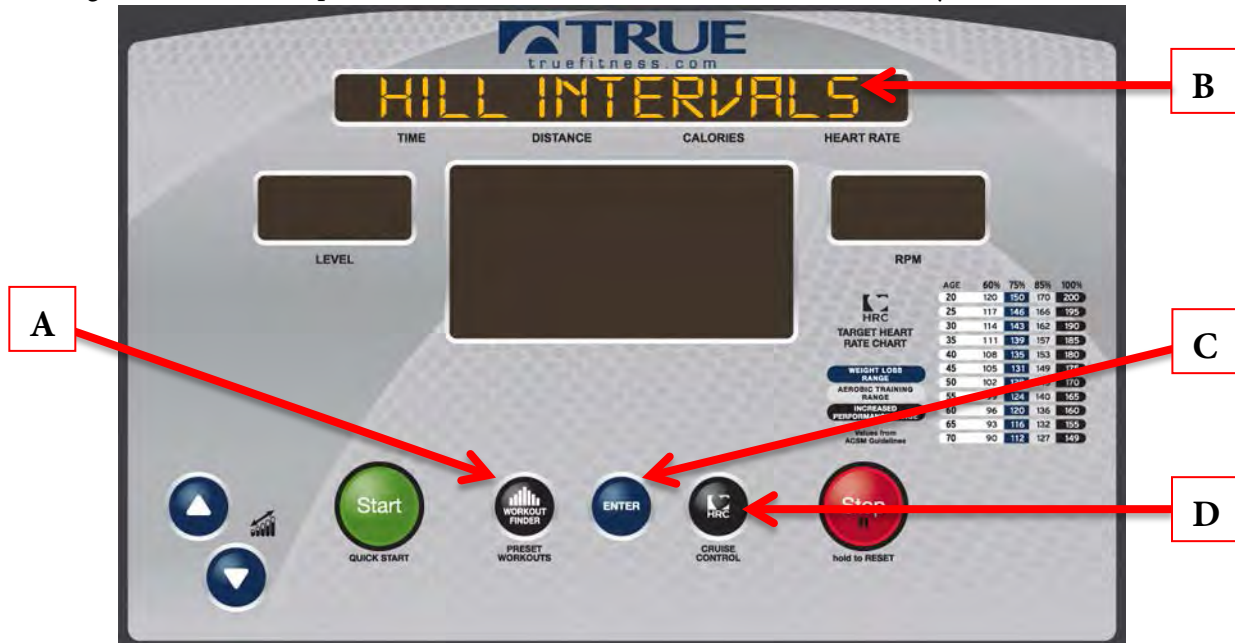 TRUE
truefitness.com
HILL INTERVALS
B
TIME DISTANCE CALORIES HEART RATE
LEVEL
RPM
A
C
D
HRC
TARGET HEART
RATE CHART
WEIGHT LOSS
RANGE
AEROBIC TRAINING
RANGE
INCREASED
Values from
ACSM Guidelines
AGE 60% 75% 85% 100%
20 120 150 170 200
25 117 146 166 195
30 114 143 162 190
35 111 139 157 185
40 108 135 153 180
45 105 131 149
50 102 170
55 124 140 165
60 96 120 136 160
65 93 116 132 155
70 90 112 127 149
Start
QUICK START
WORKOUT
FINDER
PRESET
WORKOUTS
ENTER
HRC
CRUISE
CONTROL
Stop
hold to RESET